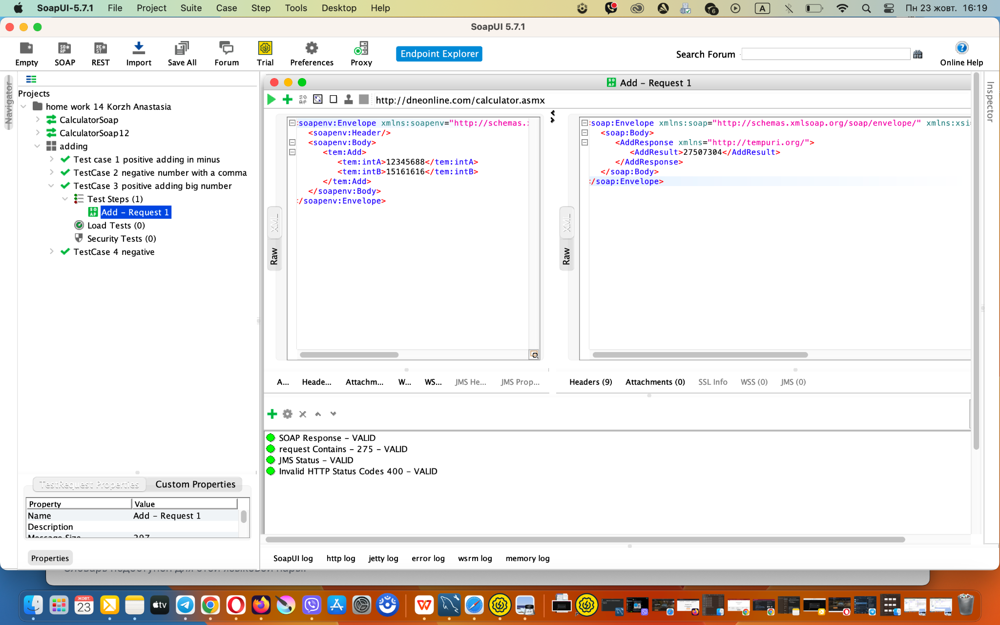 SoapUI-5.7.1 File Project Suite Case Step Tools Desktop Help
A Пн 23 жовт. 16:19
SoapUI 5.7.1
Empty SOAP REST Import Save All Forum Trial Preferences Proxy
Endpoint Explorer
Search Forum
Online Help
Navigator
Inspector
Projects
home work 14 Korzh Anastasia
CalculatorSoap
CalculatorSoap12
adding
Test case 1 positive adding in minus
TestCase 2 negative number with a comma
TestCase 3 positive adding big number
Test Steps (1)
Add – Request 1
Load Tests (0)
Security Tests (0)
TestCase 4 negative
Add – Request 1
http://dneonline.com/calculator.asmx
XML
Raw
soapenv:Envelope xmlns:soapenv="http://schemas.
<soapenv:Header/>
<soapenv:Body>
<tem:Add>
<tem:intA>12345688</tem:intA>
<tem:intB>15161616</tem:intB>
</tem:Add>
</soapenv:Body>
/soapenv:Envelope>
XML
Raw
soap:Envelope xmlns:soap="http://schemas.xmlsoap.org/soap/envelope/" xmlns:xsi
<soap:Body>
<AddResponse xmlns="http://tempuri.org/">
<AddResult>27507304</AddResult>
</AddResponse>
</soap:Body>
/soap:Envelope>
A... Heade... Attachm... W... WS... JMS He... JMS Prop...
Headers (9) Attachments (0) SSL Info WSS (0) JMS (0)
SOAP Response – VALID
request Contains – 275 – VALID
JMS Status – VALID
Invalid HTTP Status Codes 400 – VALID
TestRequest Properties Custom Properties
Property Value
Name Add – Request 1
Description
Message Size 297
Properties
SoapUI log http log jetty log error log wsrm log memory log
Словарь недоступен для этой языковой пары.
ЖОВТ.
23
tv